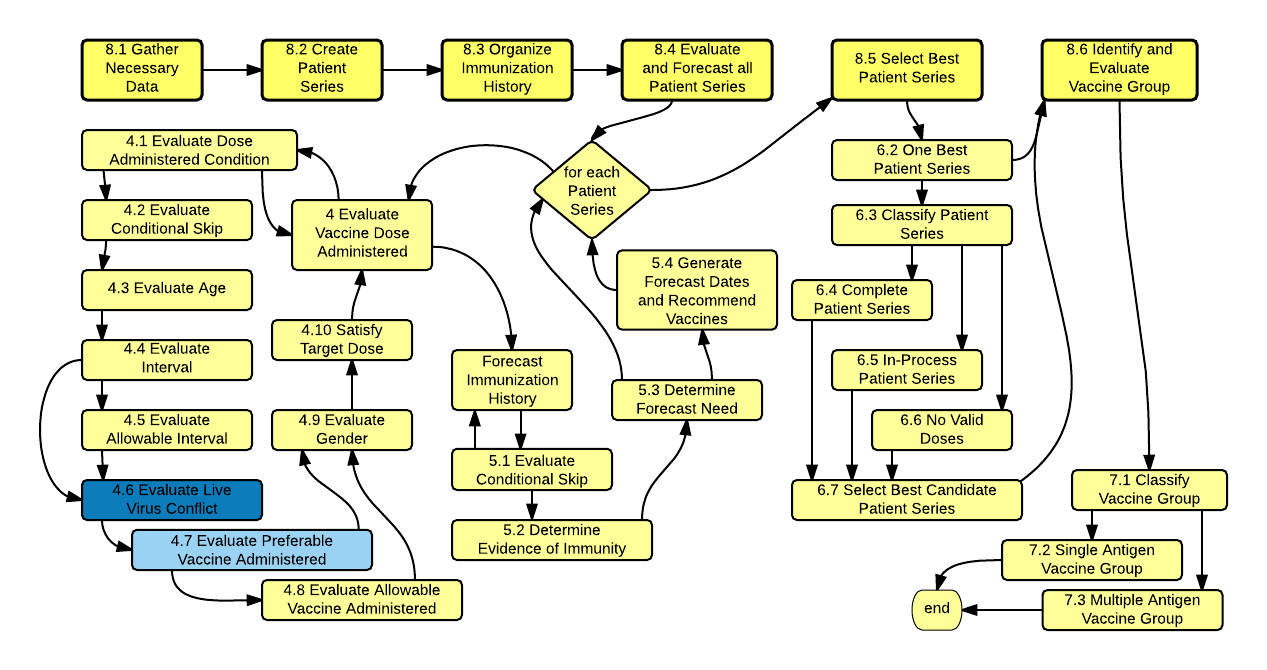 8.1 Gather
Necessary
Data
8.2 Create
Patient
Series
8.3 Organize
Immunization
History
8.4 Evaluate
and Forecast all
Patient Series
8.5 Select Best
Patient Series
8.6 Identify and
Evaluate
Vaccine Group
4.1 Evaluate Dose
Administered Condition
4.2 Evaluate
Conditional Skip
4.3 Evaluate Age
4.4 Evaluate
Interval
4.5 Evaluate
Allowable Interval
4.6 Evaluate Live
Virus Conflict
4.7 Evaluate Preferable
Vaccine Administered
4.8 Evaluate Allowable
Vaccine Administered
4 Evaluate
Vaccine Dose
Administered
4.10 Satisfy
Target Dose
4.9 Evaluate
Gender
for each
Patient
Series
Forecast
Immunization
History
5.1 Evaluate
Conditional Skip
5.2 Determine
Evidence of Immunity
5.4 Generate
Forecast Dates
and Recommend
Vaccines
5.3 Determine
Forecast Need
6.2 One Best
Patient Series
6.3 Classify Patient
Series
6.4 Complete
Patient Series
6.5 In-Process
Patient Series
6.6 No Valid
Doses
6.7 Select Best Candidate
Patient Series
7.1 Classify
Vaccine Group
7.2 Single Antigen
Vaccine Group
7.3 Multiple Antigen
Vaccine Group
end